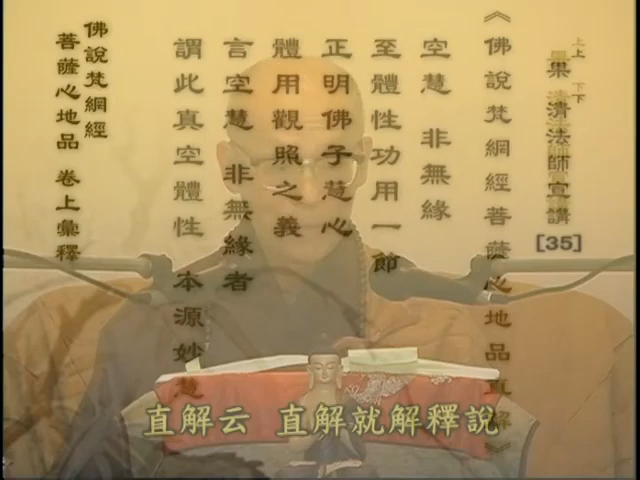 上果下清法師宣講
[35]
《佛說梵網經菩薩心地品直解》
空慧 非無緣
至體性功用一節
正明佛子慧心
體用觀照之義
言空慧 非無緣者
謂此真空體性 本源妙慧
佛說梵網經
菩薩心地品 卷上彙釋
直解云 直解就解釋說